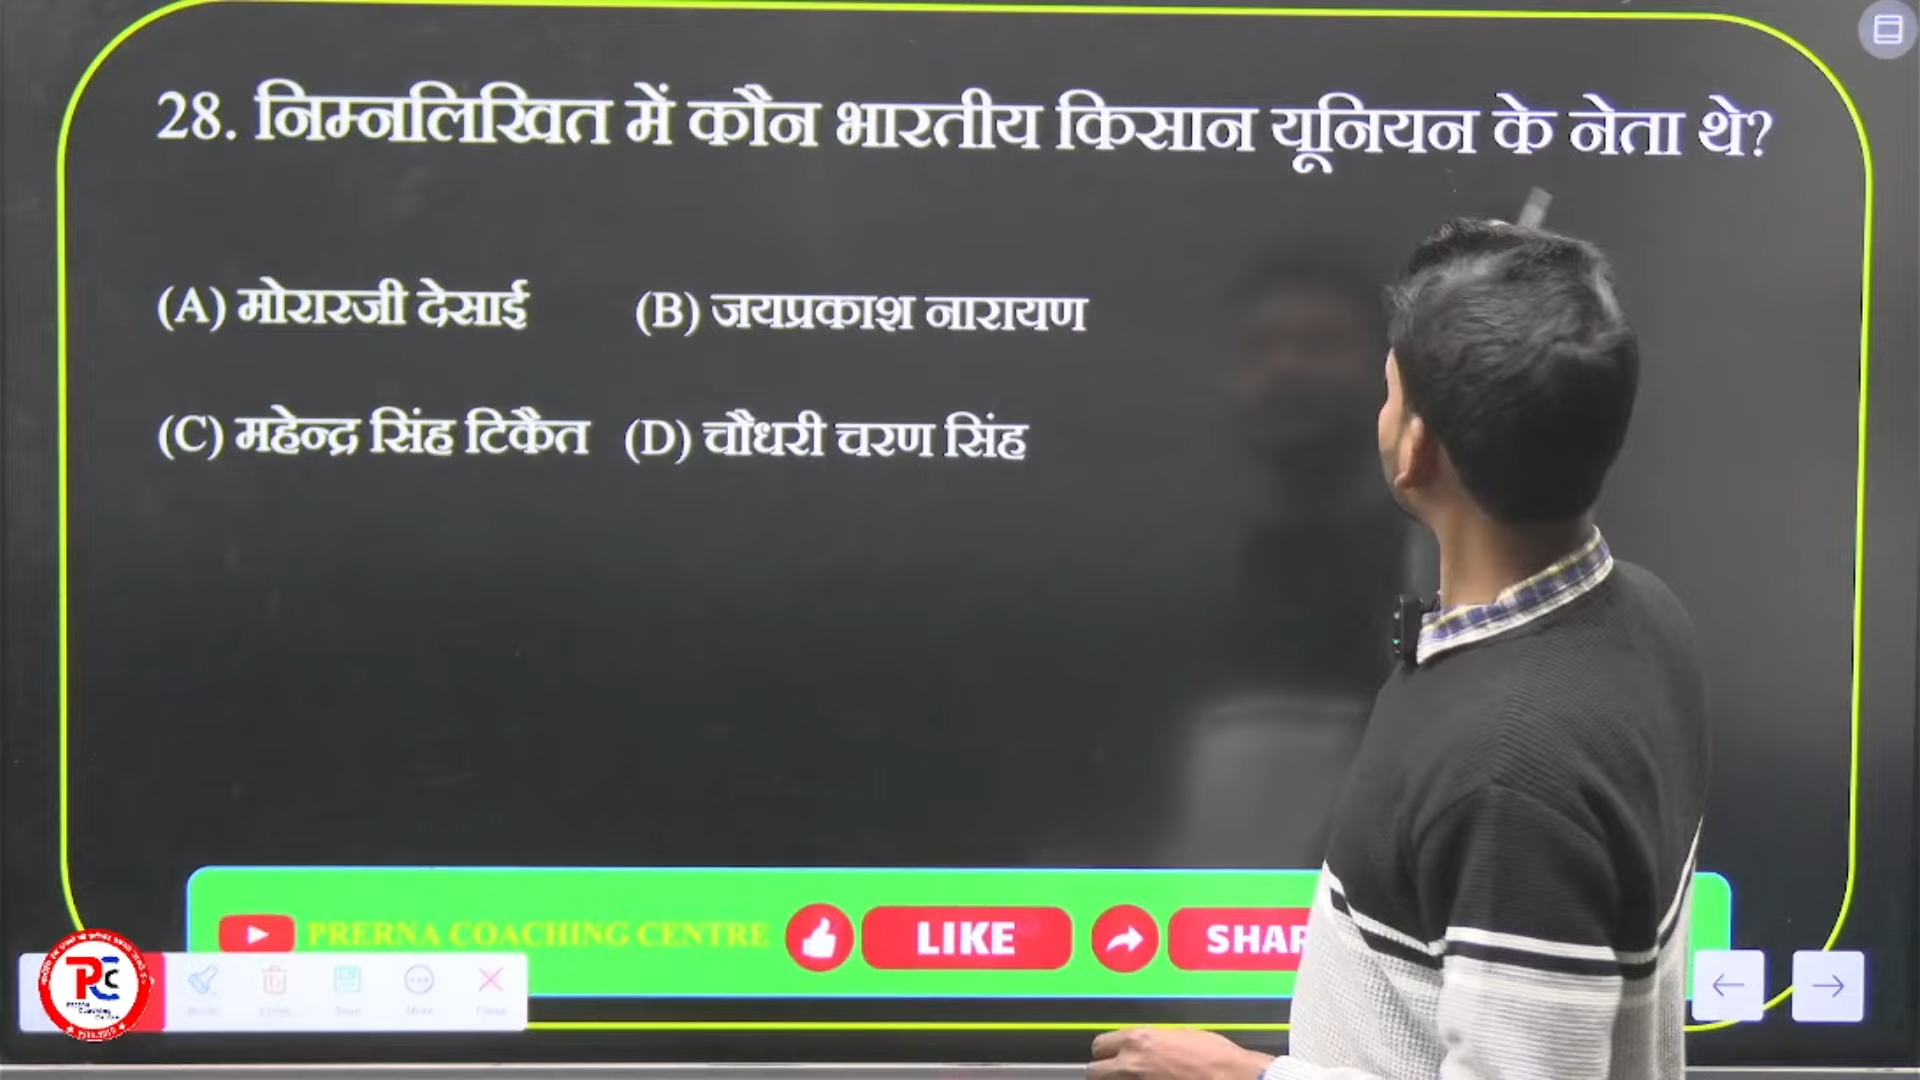 28. निम्नलिखित में कौन भारतीय किसान यूनियन के नेता थे?
(A) मोरारजी देसाई (B) जयप्रकाश नारायण
(C) महेन्द्र सिंह टिकैत (D) चौधरी चरण सिंह
PRERNA COACHING CENTRE LIKE SHAR